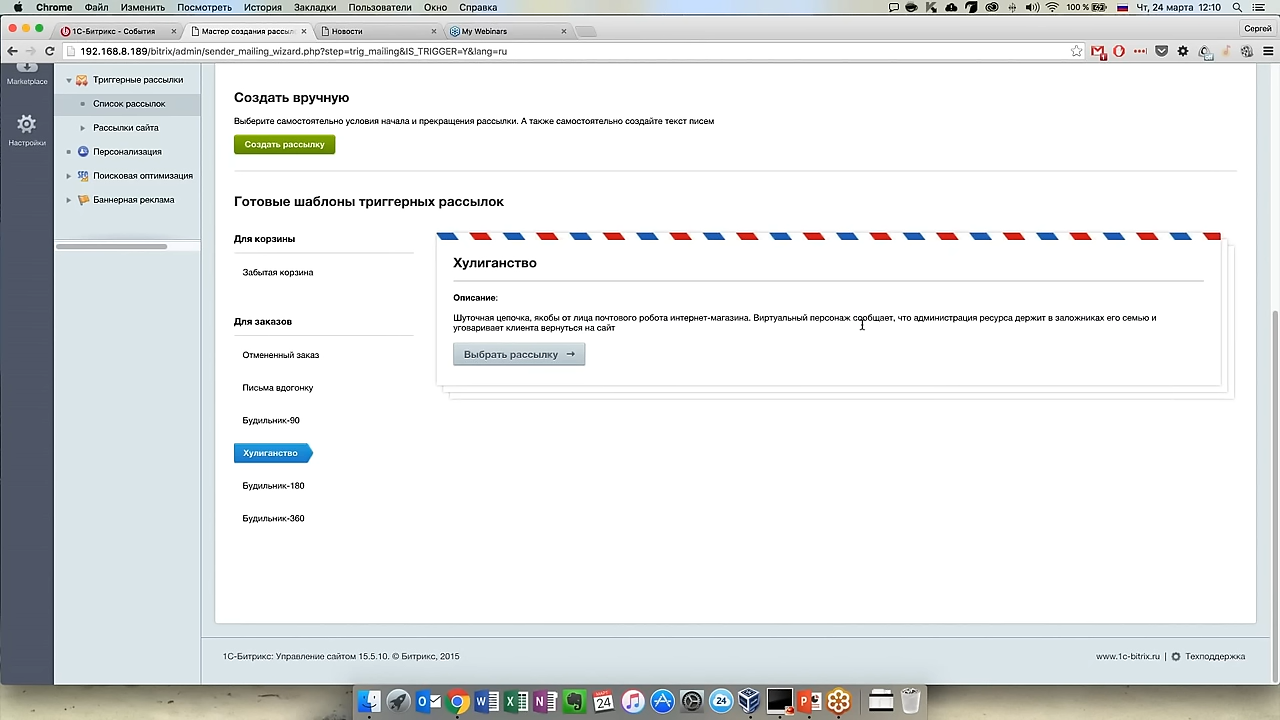 Chrome Файл Изменить Посмотреть История Закладки Пользователи Окно Справка 100 % Чт, 24 марта 12:10
1С-Битрикс - События Мастер создания рассыл Новости My Webinars Сергей
192.168.8.189/bitrix/admin/sender_mailing_wizard.php?step=trig_mailing&IS_TRIGGER=Y&lang=ru
Marketplace
Настройки
Триггерные рассылки
Список рассылок
Рассылки сайта
Персонализация
Поисковая оптимизация
Баннерная реклама
Создать вручную
Выберите самостоятельно условия начала и прекращения рассылки. А также самостоятельно создайте текст писем
Создать рассылку
Готовые шаблоны триггерных рассылок
Для корзины
Забытая корзина
Для заказов
Отмененный заказ
Письма вдогонку
Будильник-90
Хулиганство
Будильник-180
Будильник-360
Хулиганство
Описание:
Шуточная цепочка, якобы от лица почтового робота интернет-магазина. Виртуальный персонаж сообщает, что администрация ресурса держит в заложниках его семью и
уговаривает клиента вернуться на сайт
Выбрать рассылку →
1С-Битрикс: Управление сайтом 15.5.10. © Битрикс, 2015
www.1c-bitrix.ru | Техподдержка